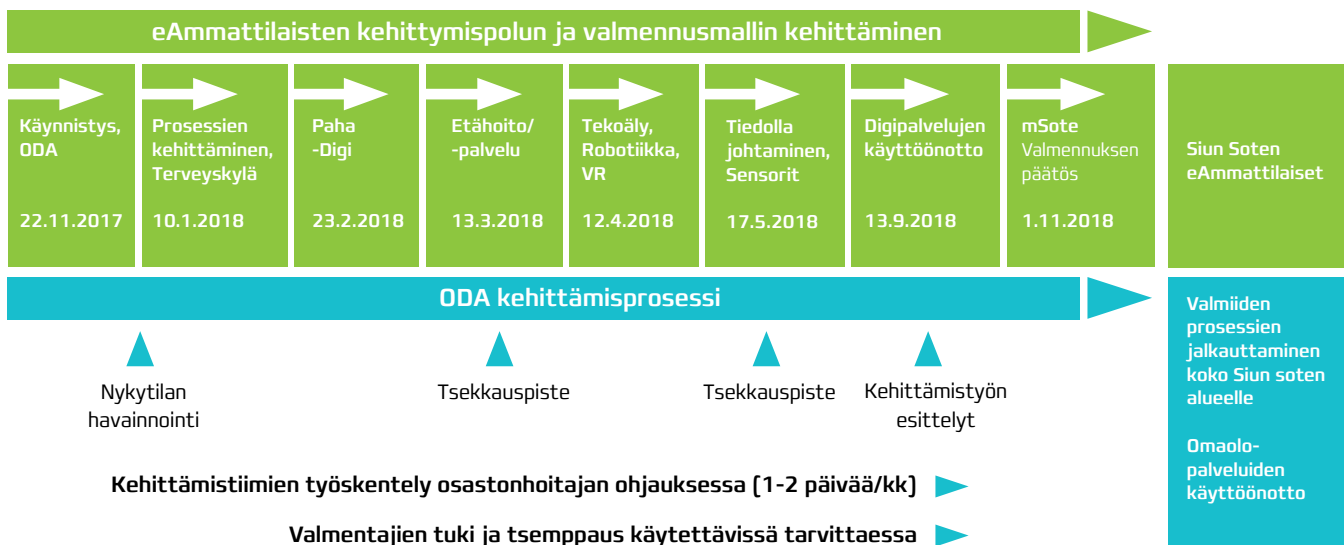 eAmmattilaisten kehittymispolun ja valmennusmallin kehittäminen
Käynnistys,
ODA
22.11.2017
Prosessien
kehittäminen,
Terveyskylä
10.1.2018
Paha
-Digi
23.2.2018
Etähoito/
-palvelu
13.3.2018
Tekoäly,
Robotiikka,
VR
12.4.2018
Tiedolla
johtaminen,
Sensorit
17.5.2018
Digipalvelujen
käyttöönotto
13.9.2018
mSote
Valmennuksen
päätös
1.11.2018
Siun Soten
eAmmattilaiset
ODA kehittämisprosessi
Nykytilan
havainnointi
Tsekkauspiste
Tsekkauspiste
Kehittämistyön
esittelyt
Valmiiden
prosessien
jalkauttaminen
koko Siun soten
alueelle
Omaolo-
palveluiden
käyttöönotto
Kehittämistiimien työskentely osastonhoitajan ohjauksessa (1-2 päivää/kk)
Valmentajien tuki ja tsemppaus käytettävissä tarvittaessa